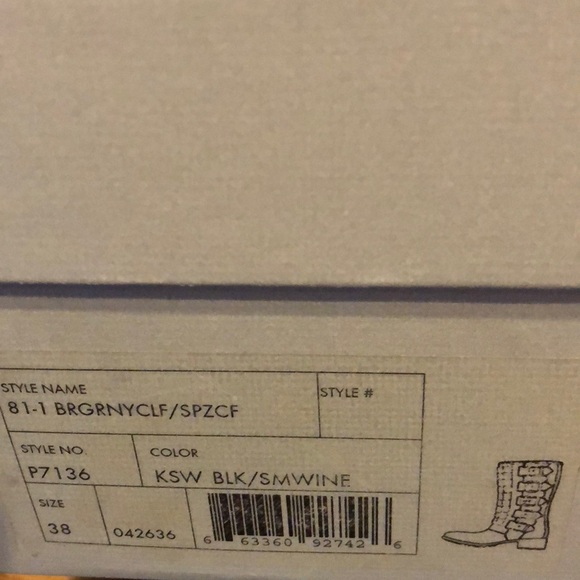 STYLE NAME
81-1 BRGRNYCLF/SPZCF
STYLE #
STYLE NO.
P7136
COLOR
KSW BLK/SMWINE
SIZE
38
042636
6 63360 92742 6